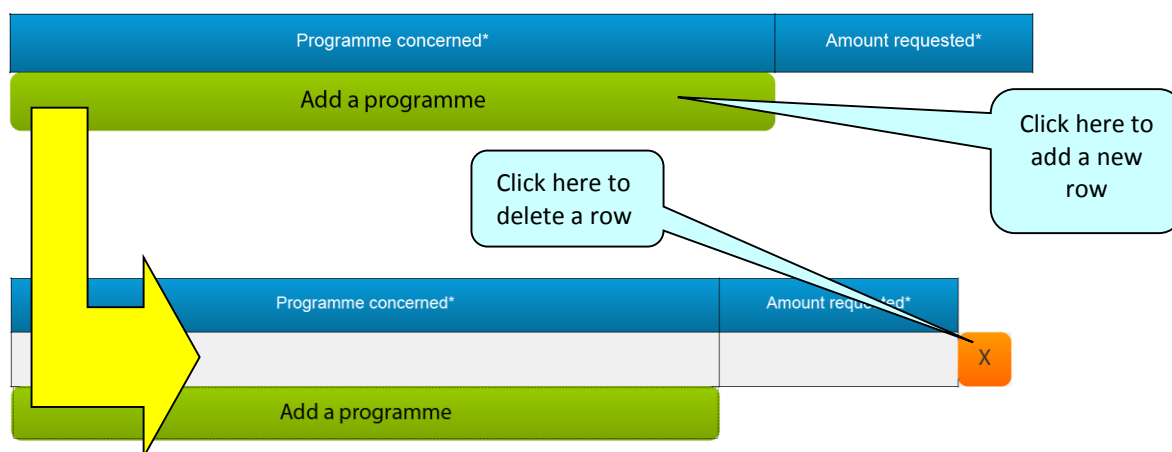 Programme concerned* Amount requested*
Add a programme
Click here to
add a new
row
Click here to
delete a row
Programme concerned* Amount requested*
X
Add a programme